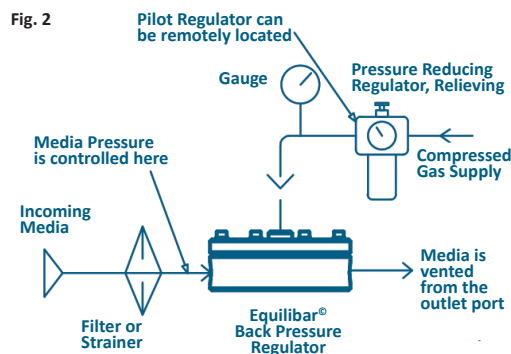 Fig. 2
Pilot Regulator can
be remotely located
Gauge
Pressure Reducing
Regulator, Relieving
Compressed
Gas Supply
Media Pressure
is controlled here
Incoming
Media
Filter or
Strainer
Equilibar©
Back Pressure
Regulator
Media is
vented
from the
outlet port